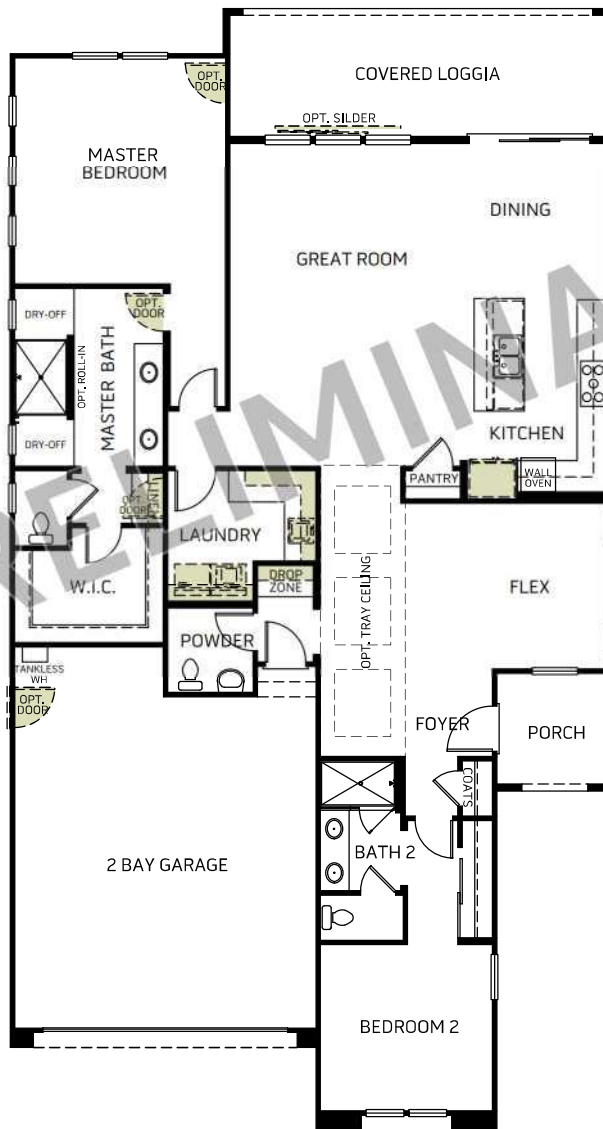 COVERED LOGGIA
OPT.
DOOR
OPT. SILDER
MASTER
BEDROOM
DINING
GREAT ROOM
DRY-OFF
OPT.
DOOR
OPT. ROLL-IN
MASTER BATH
DRY-OFF
KITCHEN
PANTRY
WALL
OVEN
OPT.
DOOR
LINEN
LAUNDRY
RELIMINA
W.I.C.
DROP
ZONE
FLEX
OPT. TRAY CEILING
POWDER
TANKLESS
WH
OPT.
DOOR
FOYER
PORCH
COATS
2 BAY GARAGE
BATH 2
BEDROOM 2